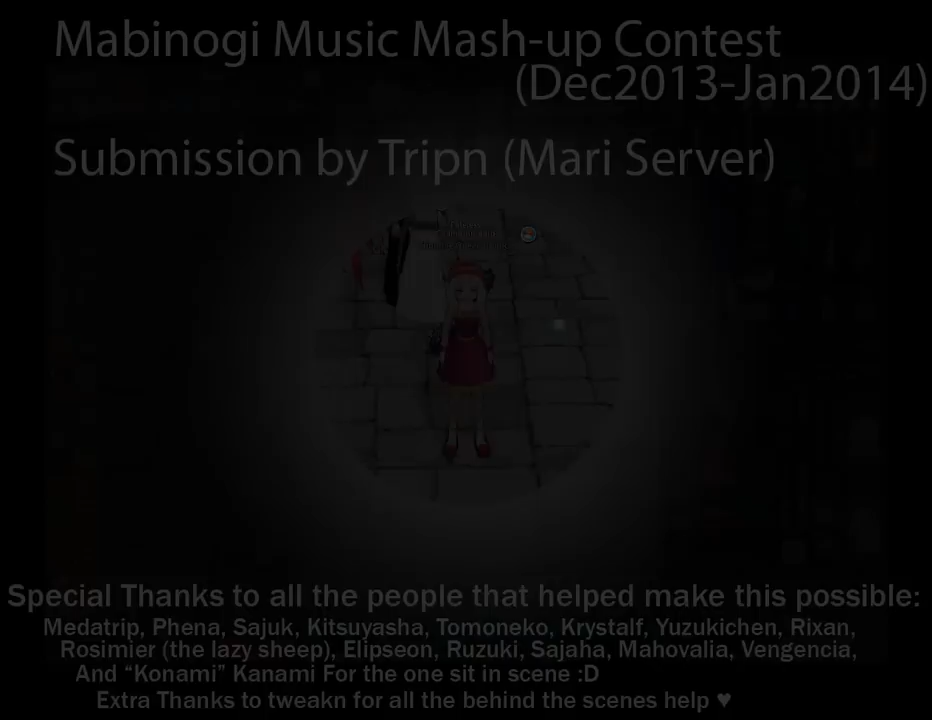 Mabinogi Music Mash-up Contest
(Dec2013-Jan2014)
Submission by Tripn (Mari Server)
Special Thanks to all the people that helped make this possible:
Medatrip, Phena, Sajuk, Kitsuyasha, Tomoneko, Krystalf, Yuzukichen, Rixan,
Rosimier (the lazy sheep), Elipseon, Ruzuki, Sajaha, Mahovalia, Vengencia,
And “Konami” Kanami For the one sit in scene :D
Extra Thanks to tweakn for all the behind the scenes help ♥